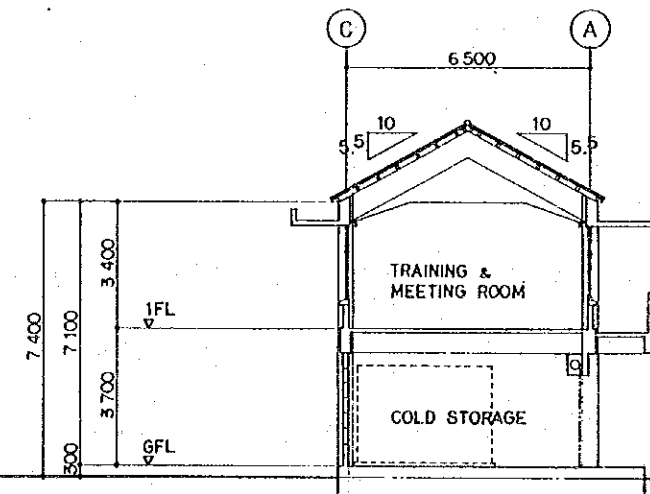 C
A
6 500
10
5.5
10
5.5
3 400
7 400
7 100
TRAINING &
MEETING ROOM
1FL
3 700
COLD STORAGE
GFL
300